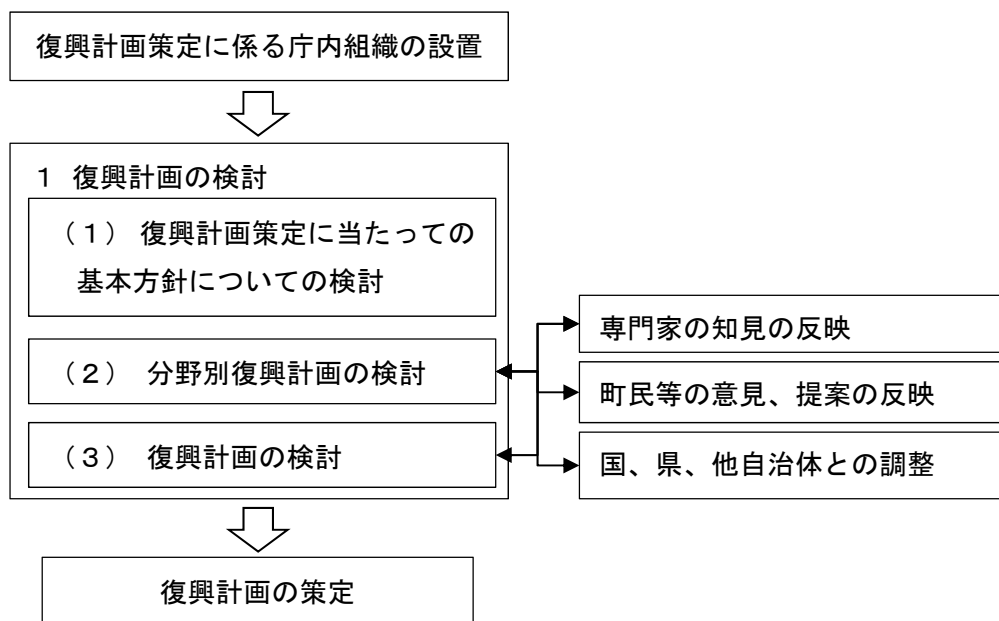 復興計画策定に係る庁内組織の設置
１ 復興計画の検討
（１） 復興計画策定に当たっての
基本方針についての検討
（２） 分野別復興計画の検討
（３） 復興計画の検討
専門家の知見の反映
町民等の意見、提案の反映
国、県、他自治体との調整
復興計画の策定